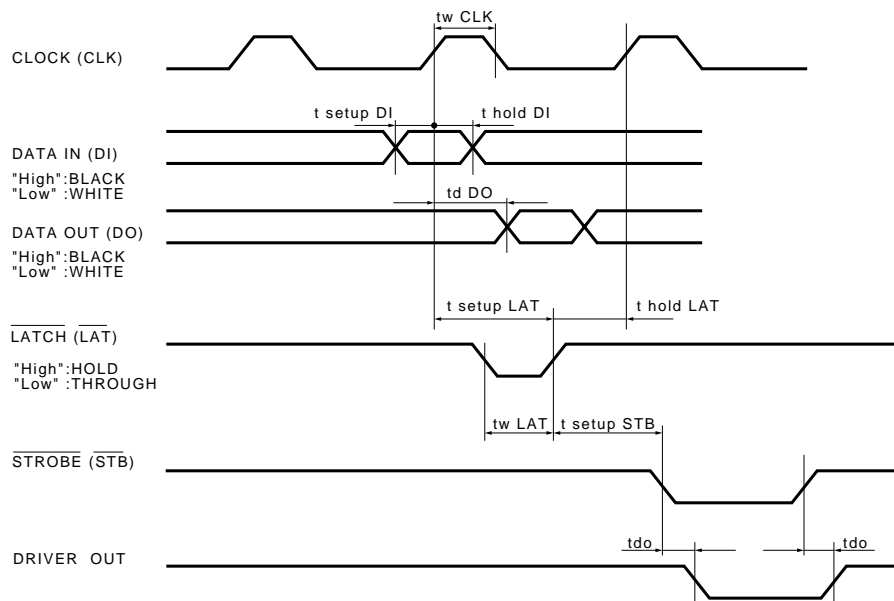 tw CLK
CLOCK (CLK)
t setup DI
t hold DI
DATA IN (DI)
"High":BLACK
"Low" :WHITE
td DO
DATA OUT (DO)
"High":BLACK
"Low" :WHITE
t setup LAT
t hold LAT
LATCH (LAT)
"High":HOLD
"Low" :THROUGH
tw LAT
t setup STB
STROBE (STB)
tdo
tdo
DRIVER OUT